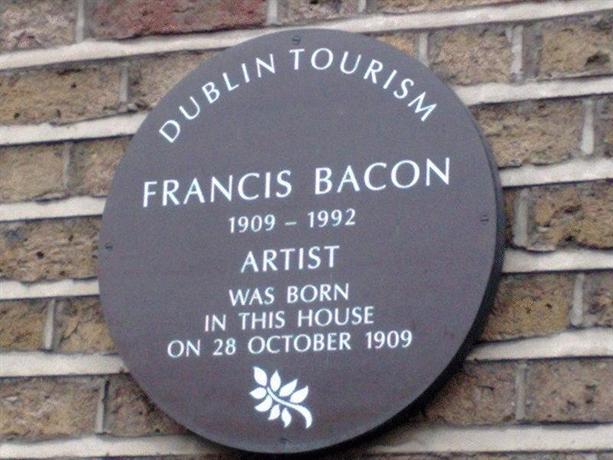 DUBLIN TOURISM
FRANCIS BACON
1909 – 1992
ARTIST
WAS BORN
IN THIS HOUSE
ON 28 OCTOBER 1909